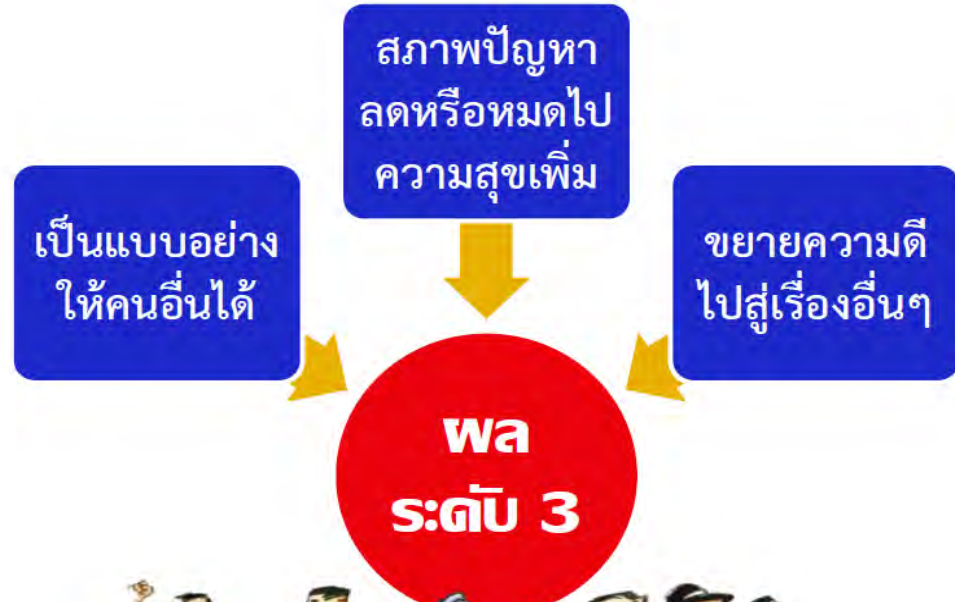 สภาพปัญหา
ลดหรือหมดไป
ความสุขเพิ่ม
เป็นแบบอย่าง
ให้คนอื่นได้
ขยายความดี
ไปสู่เรื่องอื่นๆ
ผล
ระดับ 3